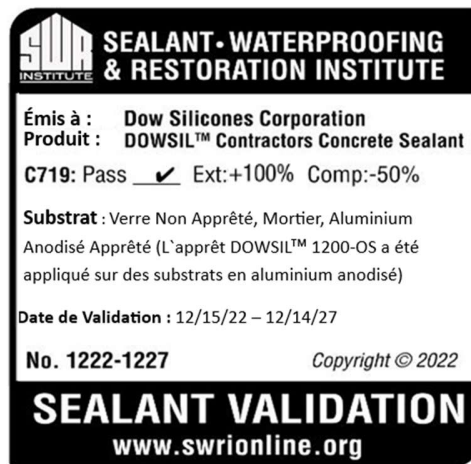 SWR
INSTITUTE
SEALANT • WATERPROOFING
& RESTORATION INSTITUTE
Émis à : Dow Silicones Corporation
Produit : DOWSIL™ Contractors Concrete Sealant
C719: Pass ✔ Ext:+100% Comp:-50%
Substrat : Verre Non Apprêté, Mortier, Aluminium
Anodisé Apprêté (L`apprêt DOWSIL™ 1200-OS a été
appliqué sur des substrats en aluminium anodisé)
Date de Validation : 12/15/22 – 12/14/27
No. 1222-1227 Copyright © 2022
SEALANT VALIDATION
www.swrionline.org